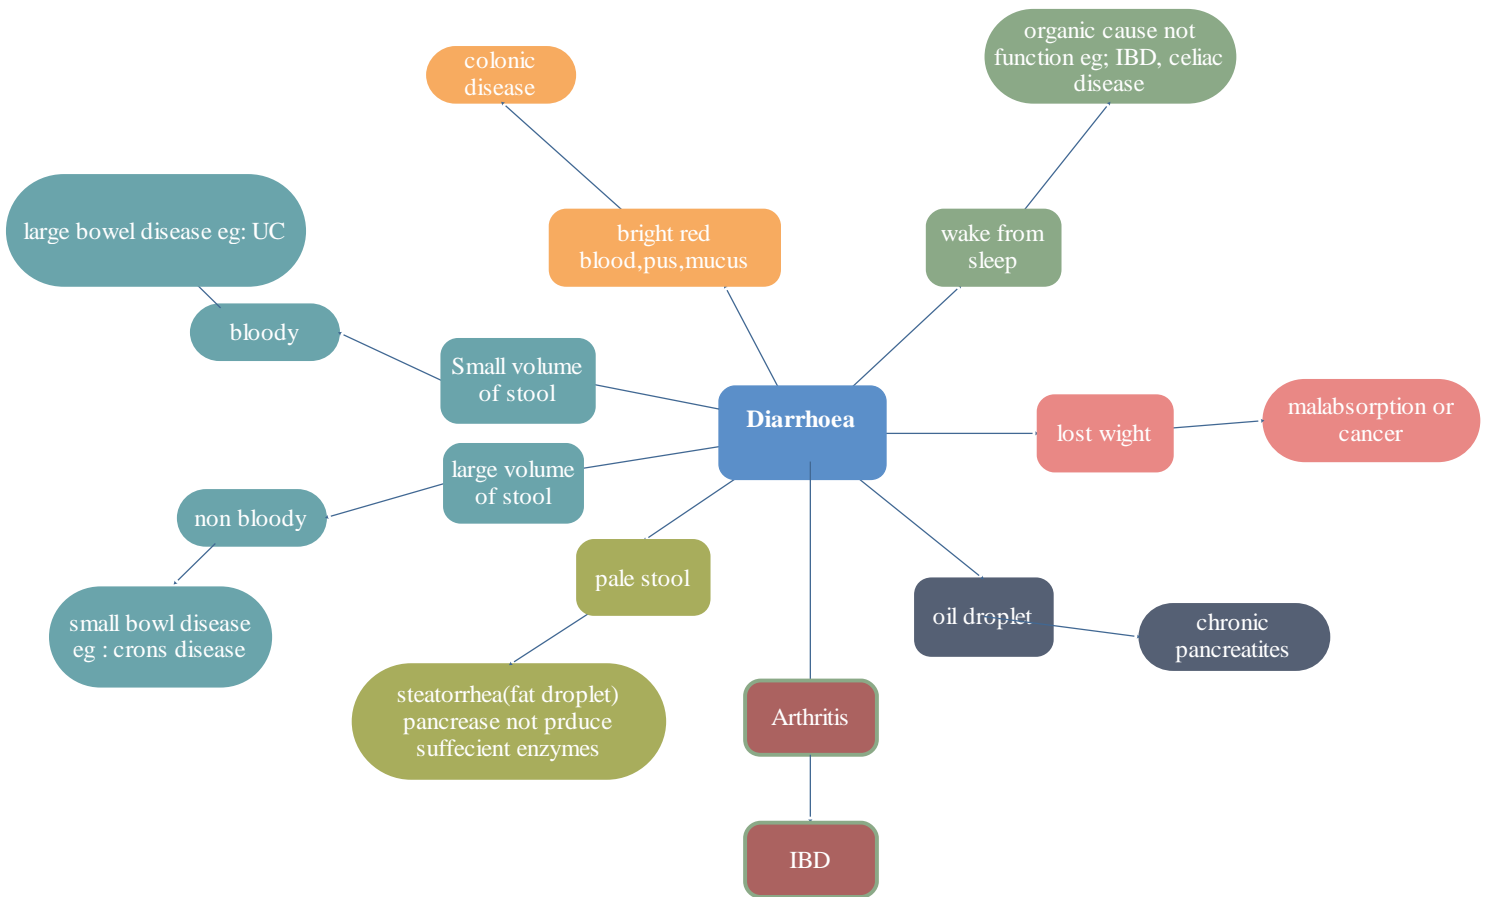 organic cause not
function eg; IBD, celiac
disease
colonic
disease
large bowel disease eg: UC
bright red
blood,pus,mucus
wake from
sleep
bloody
Small volume
of stool
Diarrhoea
lost wight
malabsorption or
cancer
large volume
of stool
non bloody
pale stool
oil droplet
small bowl disease
eg : crons disease
chronic
pancreatites
steatorrhea(fat droplet)
pancrease not prduce
suffecient enzymes
Arthritis
IBD